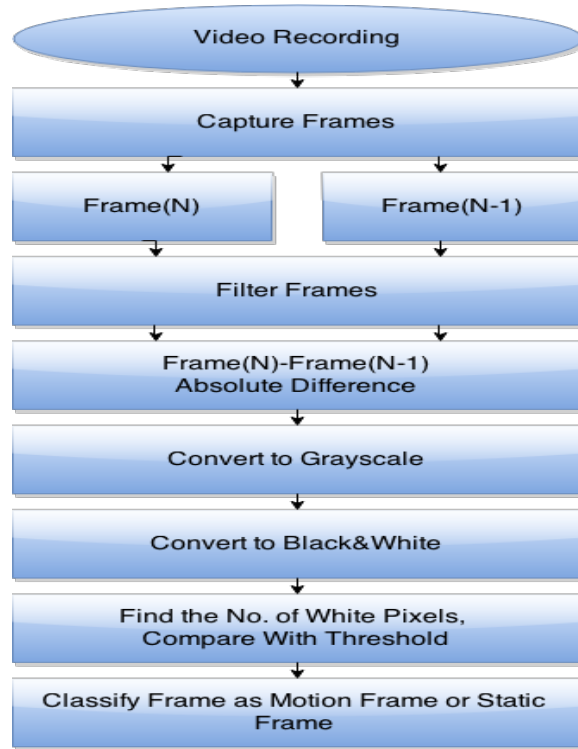 Video Recording
Capture Frames
Frame(N)
Frame(N-1)
Filter Frames
Frame(N)-Frame(N-1)
Absolute Difference
Convert to Grayscale
Convert to Black&White
Find the No. of White Pixels,
Compare With Threshold
Classify Frame as Motion Frame or Static
Frame